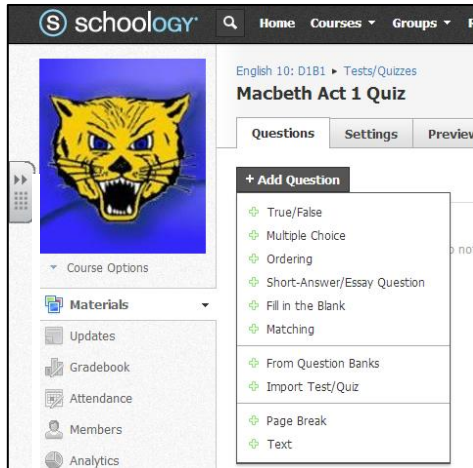 S schoology
Home Courses Groups
English 10: D1B1 ▸ Tests/Quizzes
Macbeth Act 1 Quiz
Questions Settings Preview
+ Add Question
True/False
Multiple Choice
Ordering
Short-Answer/Essay Question
Fill in the Blank
Matching
From Question Banks
Import Test/Quiz
Page Break
Text
Course Options
Materials
Updates
Gradebook
Attendance
Members
Analytics